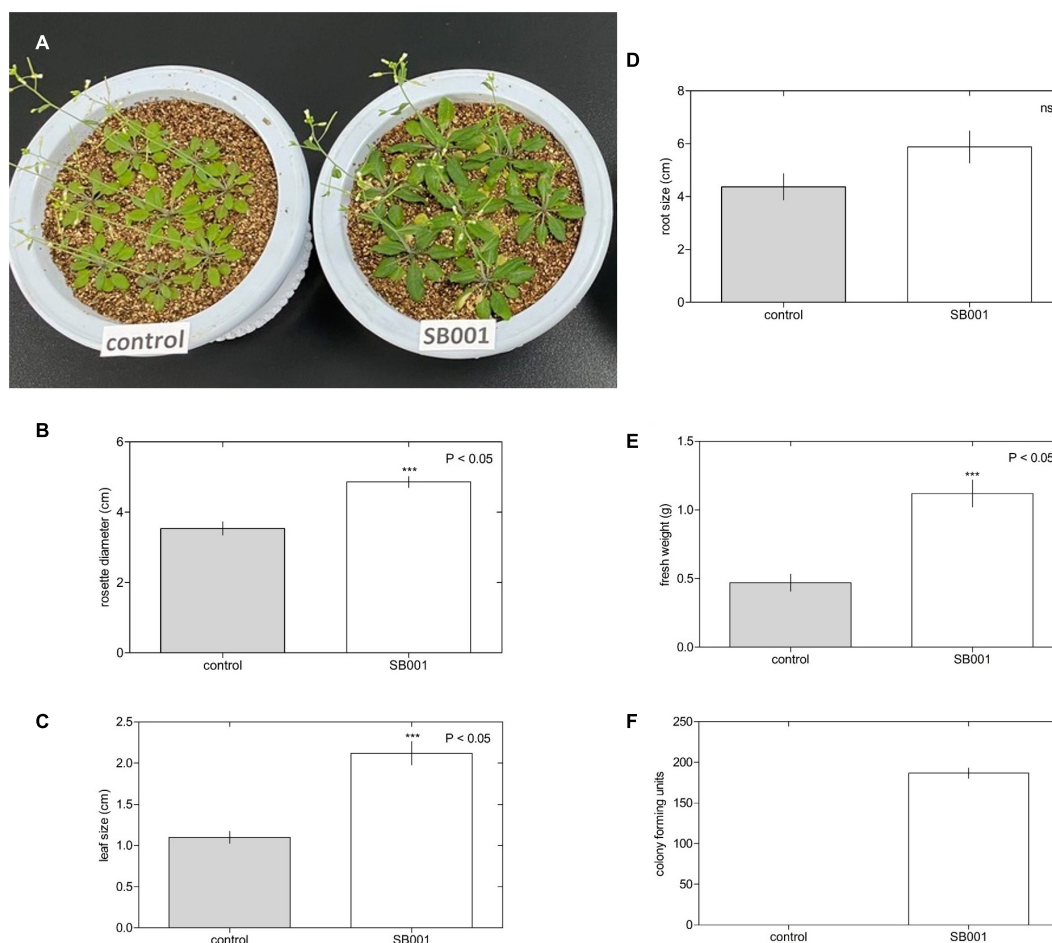 A
control
SB001
B
6
4
2
0
rosette diameter (cm)
P < 0.05
***
control
SB001
C
2.5
2.0
1.5
1.0
0.5
0.0
leaf size (cm)
***
P < 0.05
control
SB001
D
8
6
4
2
0
root size (cm)
ns
control
SB001
E
1.5
1.0
0.5
0.0
fresh weight (g)
P < 0.05
***
control
SB001
F
250
200
150
100
50
0
colony forming units
control
SB001